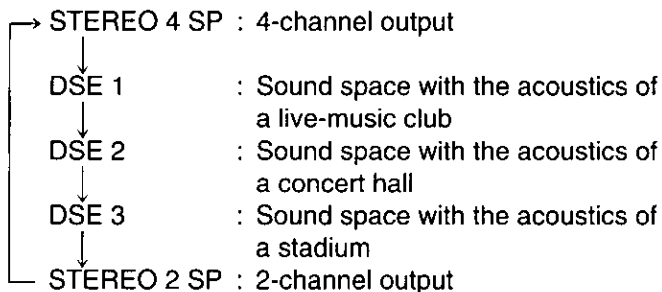 STEREO 4 SP : 4-channel output
DSE 1 : Sound space with the acoustics of
a live-music club
DSE 2 : Sound space with the acoustics of
a concert hall
DSE 3 : Sound space with the acoustics of
a stadium
STEREO 2 SP : 2-channel output